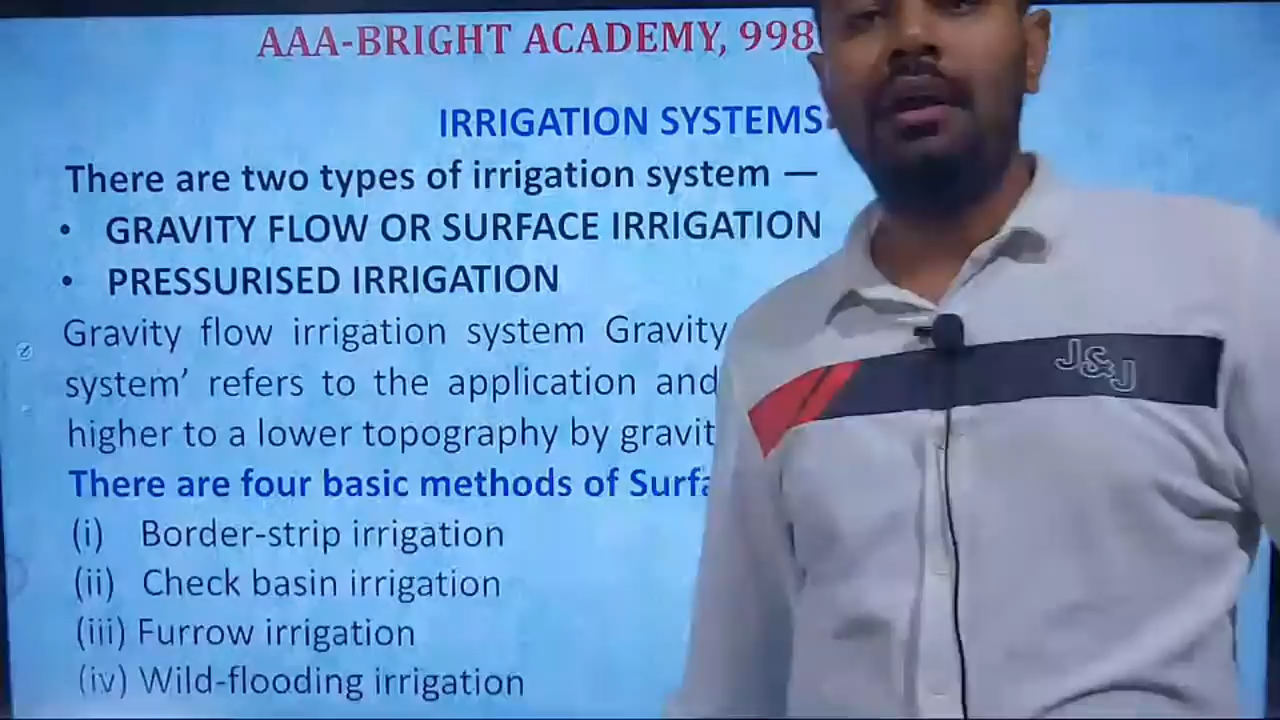 AAA-BRIGHT ACADEMY, 998
IRRIGATION SYSTEMS
There are two types of irrigation system —
• GRAVITY FLOW OR SURFACE IRRIGATION
• PRESSURISED IRRIGATION
Gravity flow irrigation system Gravity
system’ refers to the application and
higher to a lower topography by gravit
There are four basic methods of Surfa
(i) Border-strip irrigation
(ii) Check basin irrigation
(iii) Furrow irrigation
(iv) Wild-flooding irrigation
J&J